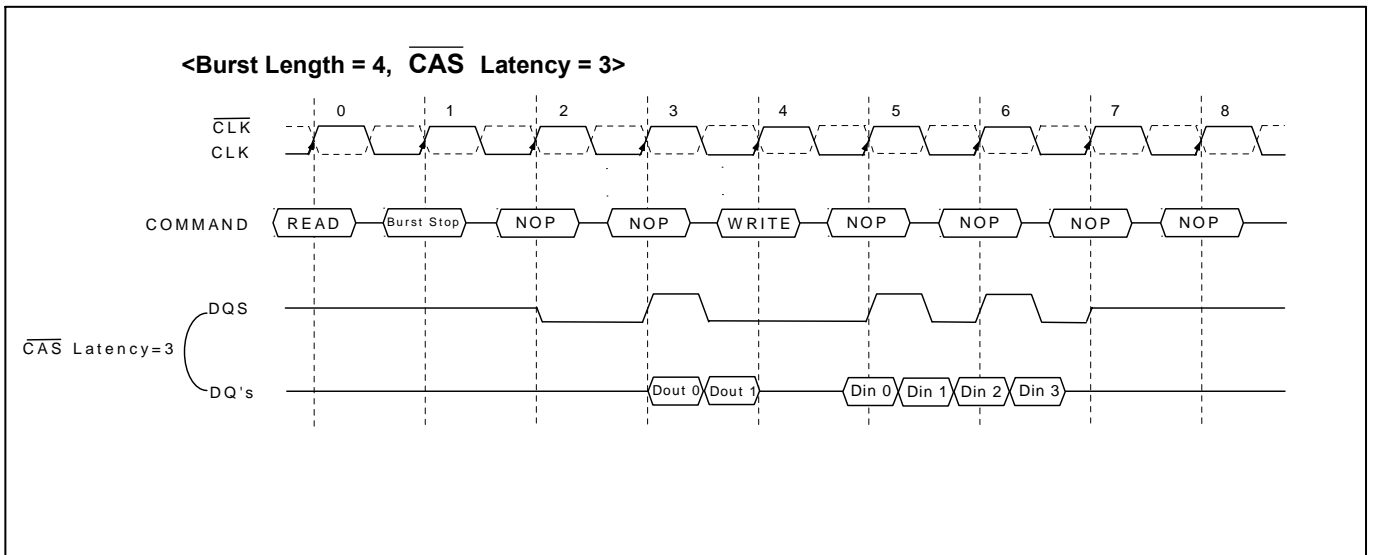 <Burst Length = 4, CAS Latency = 3>
0 1 2 3 4 5 6 7 8
CLK
CLK
COMMAND READ Burst Stop NOP NOP WRITE NOP NOP NOP NOP
DQS
CAS Latency=3
DQ's Dout 0 Dout 1 Din 0 Din 1 Din 2 Din 3